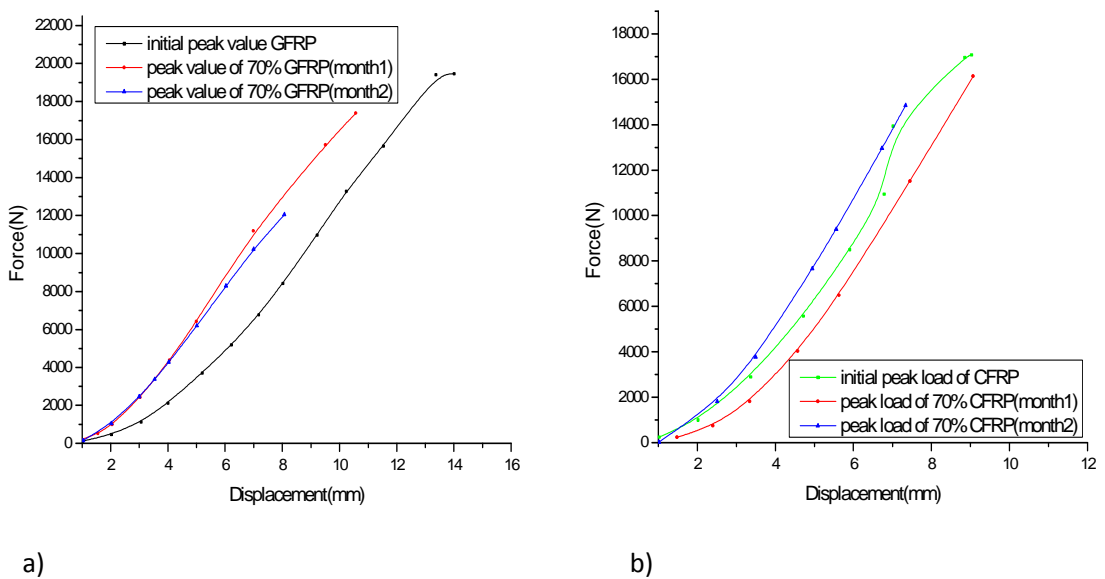 22000
20000
18000
16000
14000
12000
10000
8000
6000
4000
2000
0
Force(N)
initial peak value GFRP
peak value of 70% GFRP(month1)
peak value of 70% GFRP(month2)
2 4 6 8 10 12 14 16
Displacement(mm)
a)
18000
16000
14000
12000
10000
8000
6000
4000
2000
0
Force(N)
initial peak load of CFRP
peak load of 70% CFRP(month1)
peak load of 70% CFRP(month2)
2 4 6 8 10 12
Displacement(mm)
b)